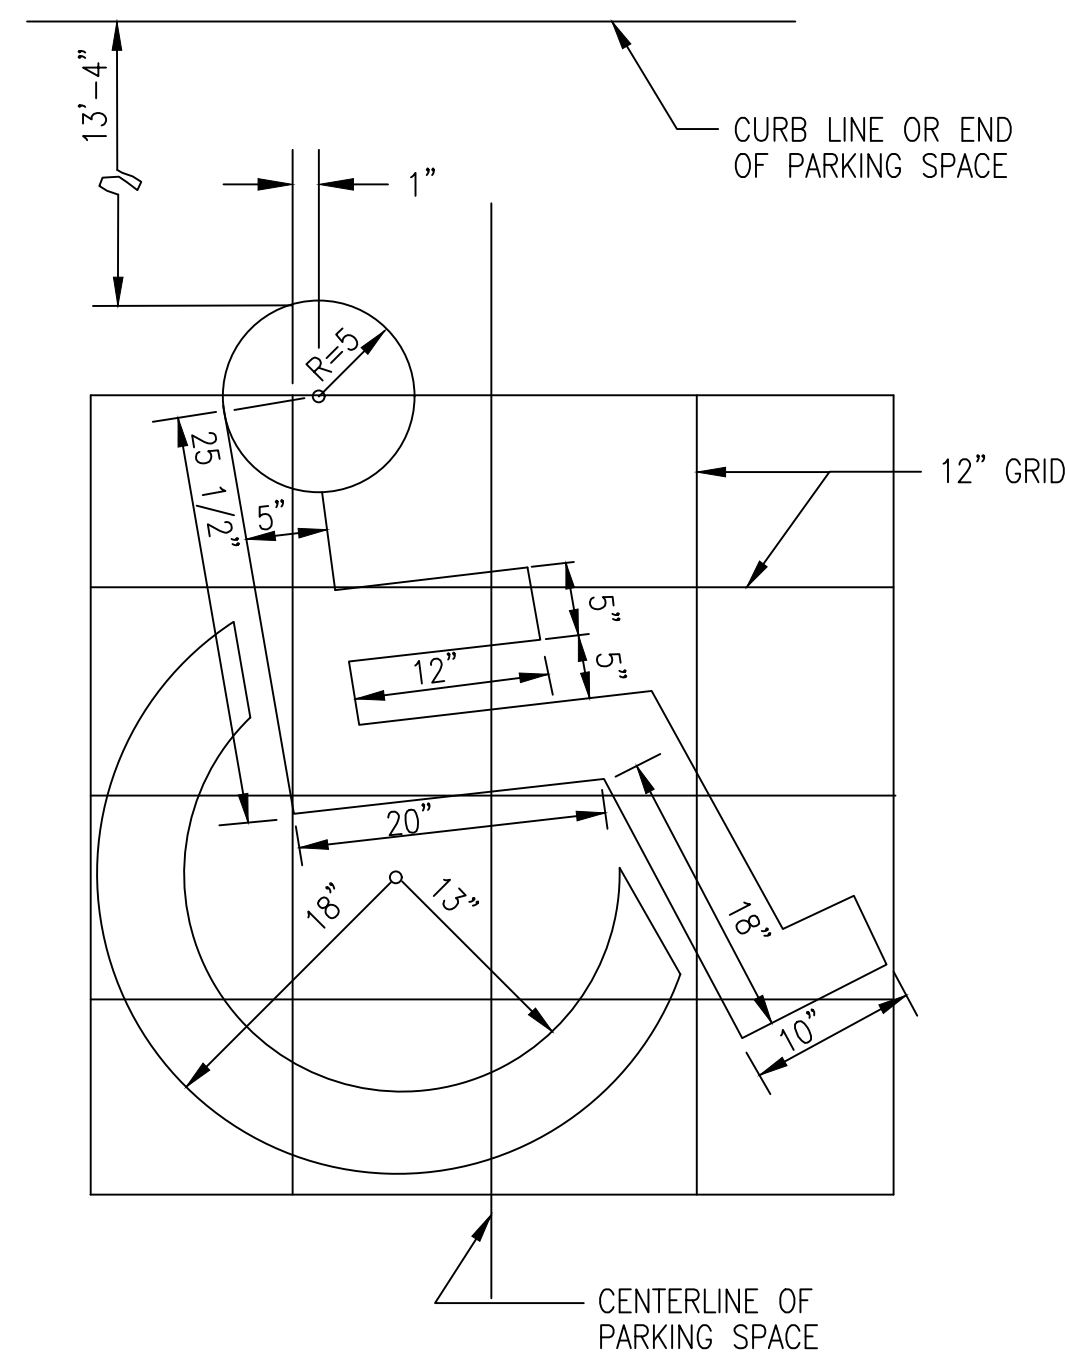 13'-4"
CURB LINE OR END
OF PARKING SPACE
1"
R=5
25 1/2"
12" GRID
5"
5"
5"
12"
20"
18"
13"
18"
10"
CENTERLINE OF
PARKING SPACE